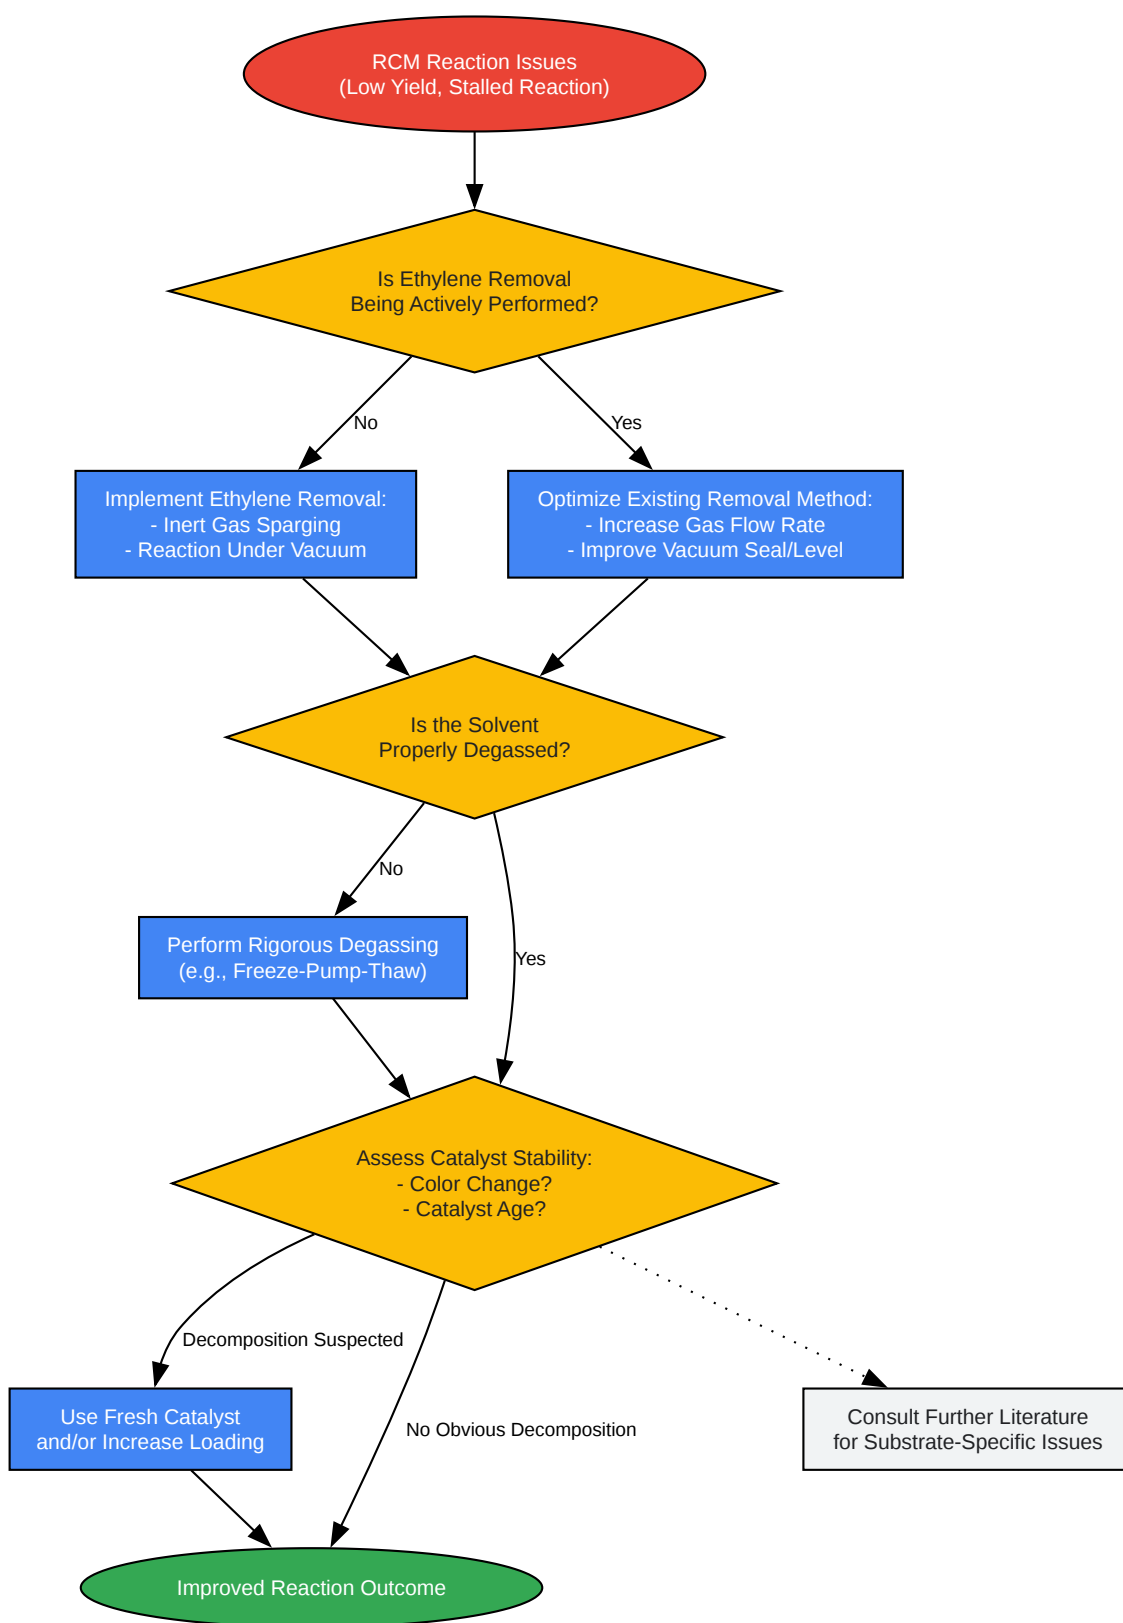 RCM Reaction Issues
(Low Yield, Stalled Reaction)
Is Ethylene Removal
Being Actively Performed?
No
Yes
Implement Ethylene Removal:
- Inert Gas Sparging
- Reaction Under Vacuum
Optimize Existing Removal Method:
- Increase Gas Flow Rate
- Improve Vacuum Seal/Level
Is the Solvent
Properly Degassed?
No
Yes
Perform Rigorous Degassing
(e.g., Freeze-Pump-Thaw)
Assess Catalyst Stability:
- Color Change?
- Catalyst Age?
Decomposition Suspected
No Obvious Decomposition
Use Fresh Catalyst
and/or Increase Loading
Consult Further Literature
for Substrate-Specific Issues
Improved Reaction Outcome